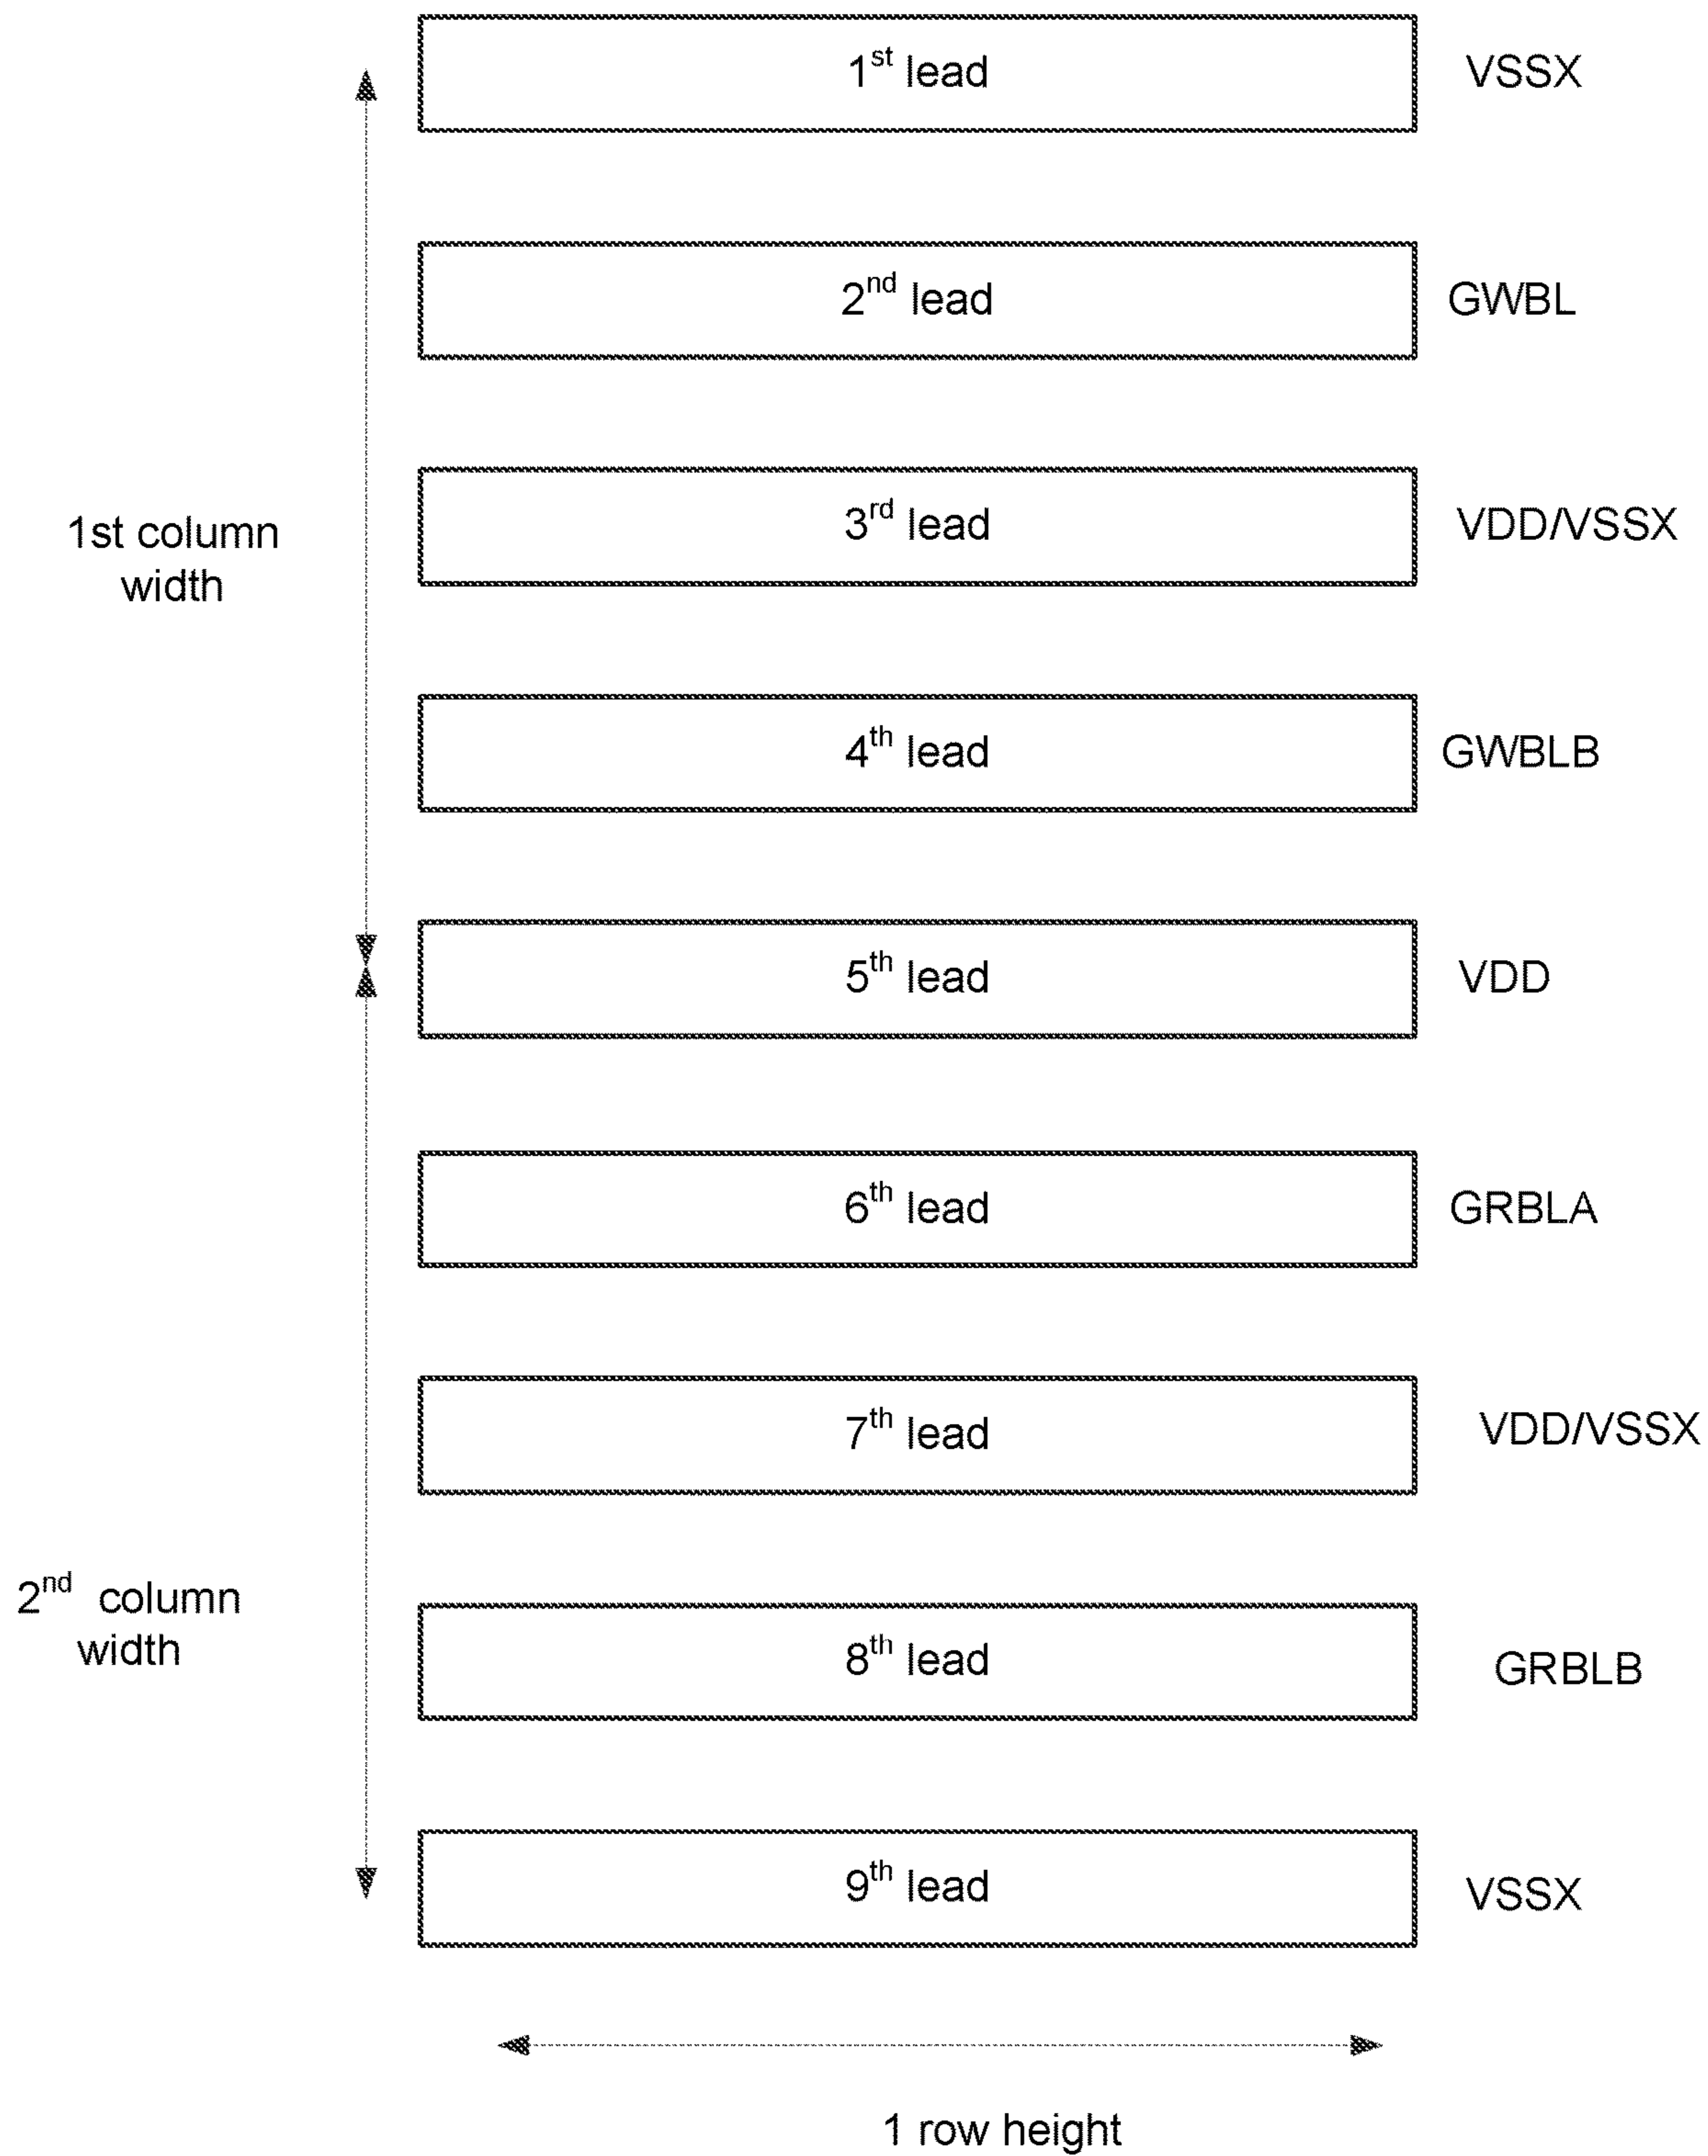 1st lead VSSX
2nd lead GWBL
3rd lead VDD/VSSX
1st column
width
4th lead GWBLB
5th lead VDD
6th lead GRBLA
7th lead VDD/VSSX
2nd column
width
8th lead GRBLB
9th lead VSSX
1 row height